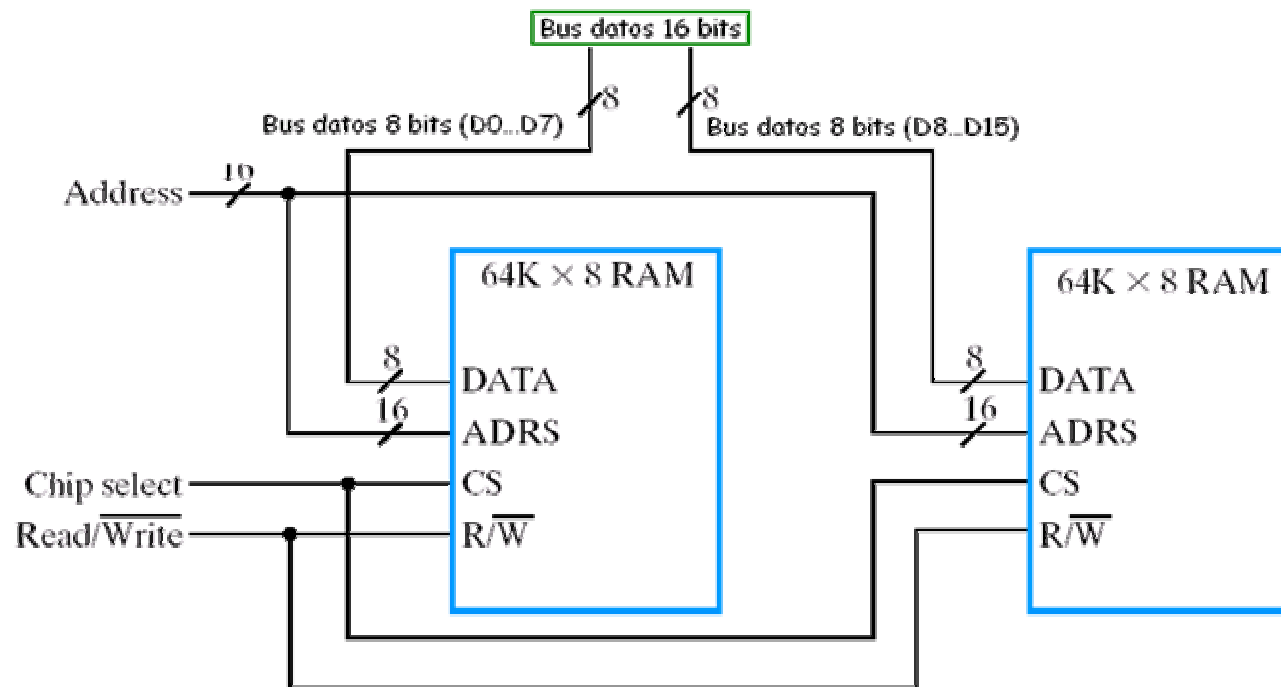 Bus datos 16 bits
8
8
Bus datos 8 bits (D0...D7)
Bus datos 8 bits (D8...D15)
16
Address
64K × 8 RAM
64K × 8 RAM
8
DATA
8
DATA
16
ADRS
16
ADRS
Chip select
CS
CS
Read/W̅r̅i̅t̅e̅
R/W̅
R/W̅